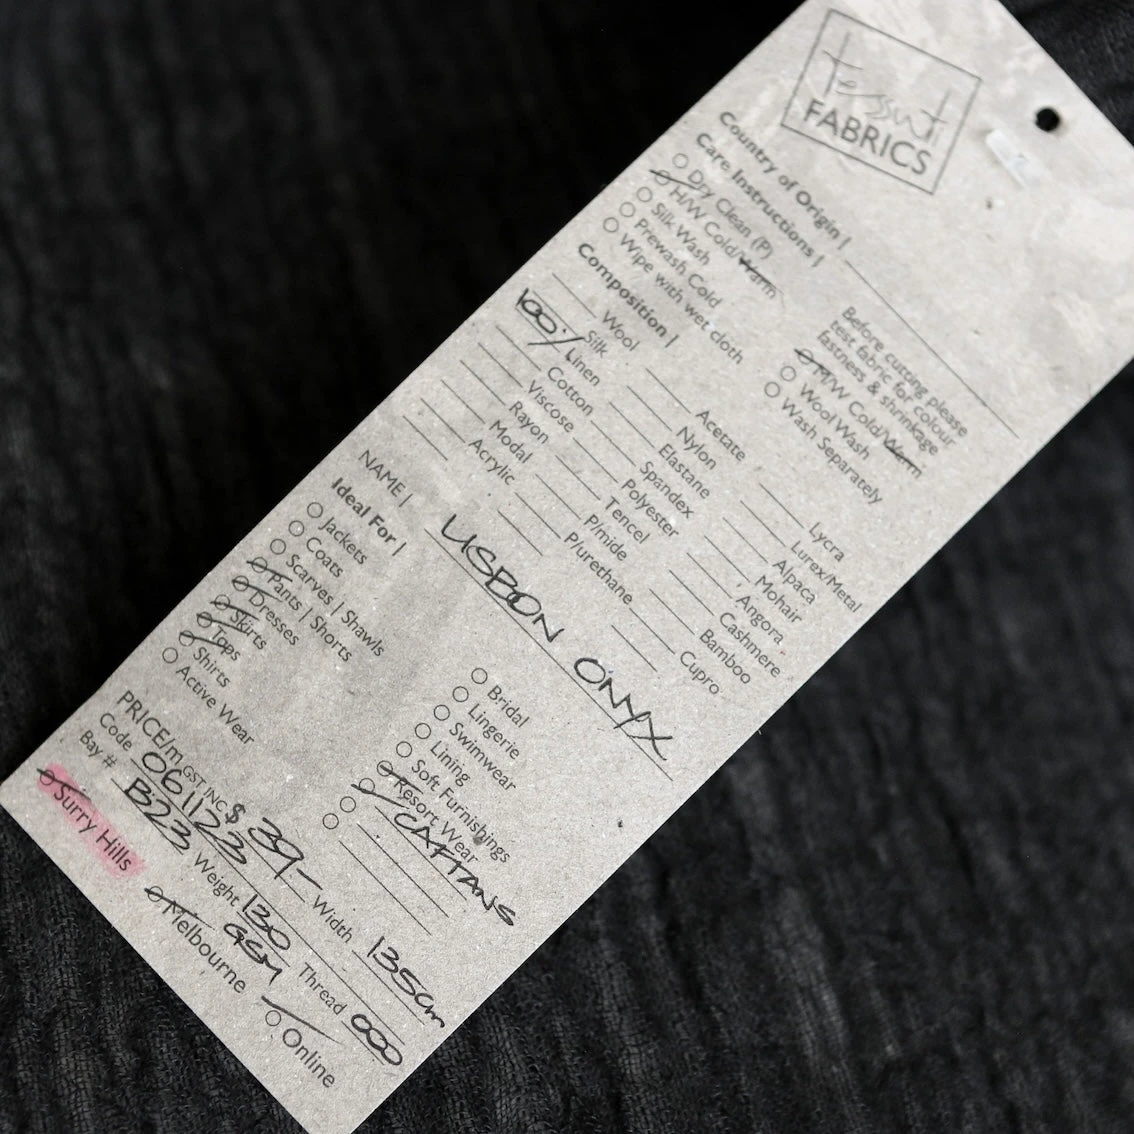 tessuti
FABRICS
Country of Origin |
Care Instructions |
Dry Clean (P)
H/W Cold/Warm
Silk Wash
Prewash Cold
Wipe with wet cloth
Before cutting please
test fabric for colour
fastness & shrinkage
M/W Cold/Warm
Wool Wash
Wash Separately
Composition |
Wool
Silk
100% Linen
Cotton
Viscose
Rayon
Modal
Acrylic
Acetate
Nylon
Elastane
Spandex
Polyester
Tencel
P/mide
P/urethane
Lycra
Lurex/Metal
Alpaca
Mohair
Angora
Cashmere
Bamboo
Cupro
NAME | LISBON ONYX
Ideal For |
Jackets
Coats
Scarves | Shawls
Pants | Shorts
Dresses
Skirts
Tops
Shirts
Active Wear
Bridal
Lingerie
Swimwear
Lining
Soft Furnishings
Resort Wear
CAFTANS
PRICE/m GST INC $ 39- Width 135cm
Code 061123 Weight 130 GSM Thread 000
Bay # B23
Surry Hills Melbourne Online